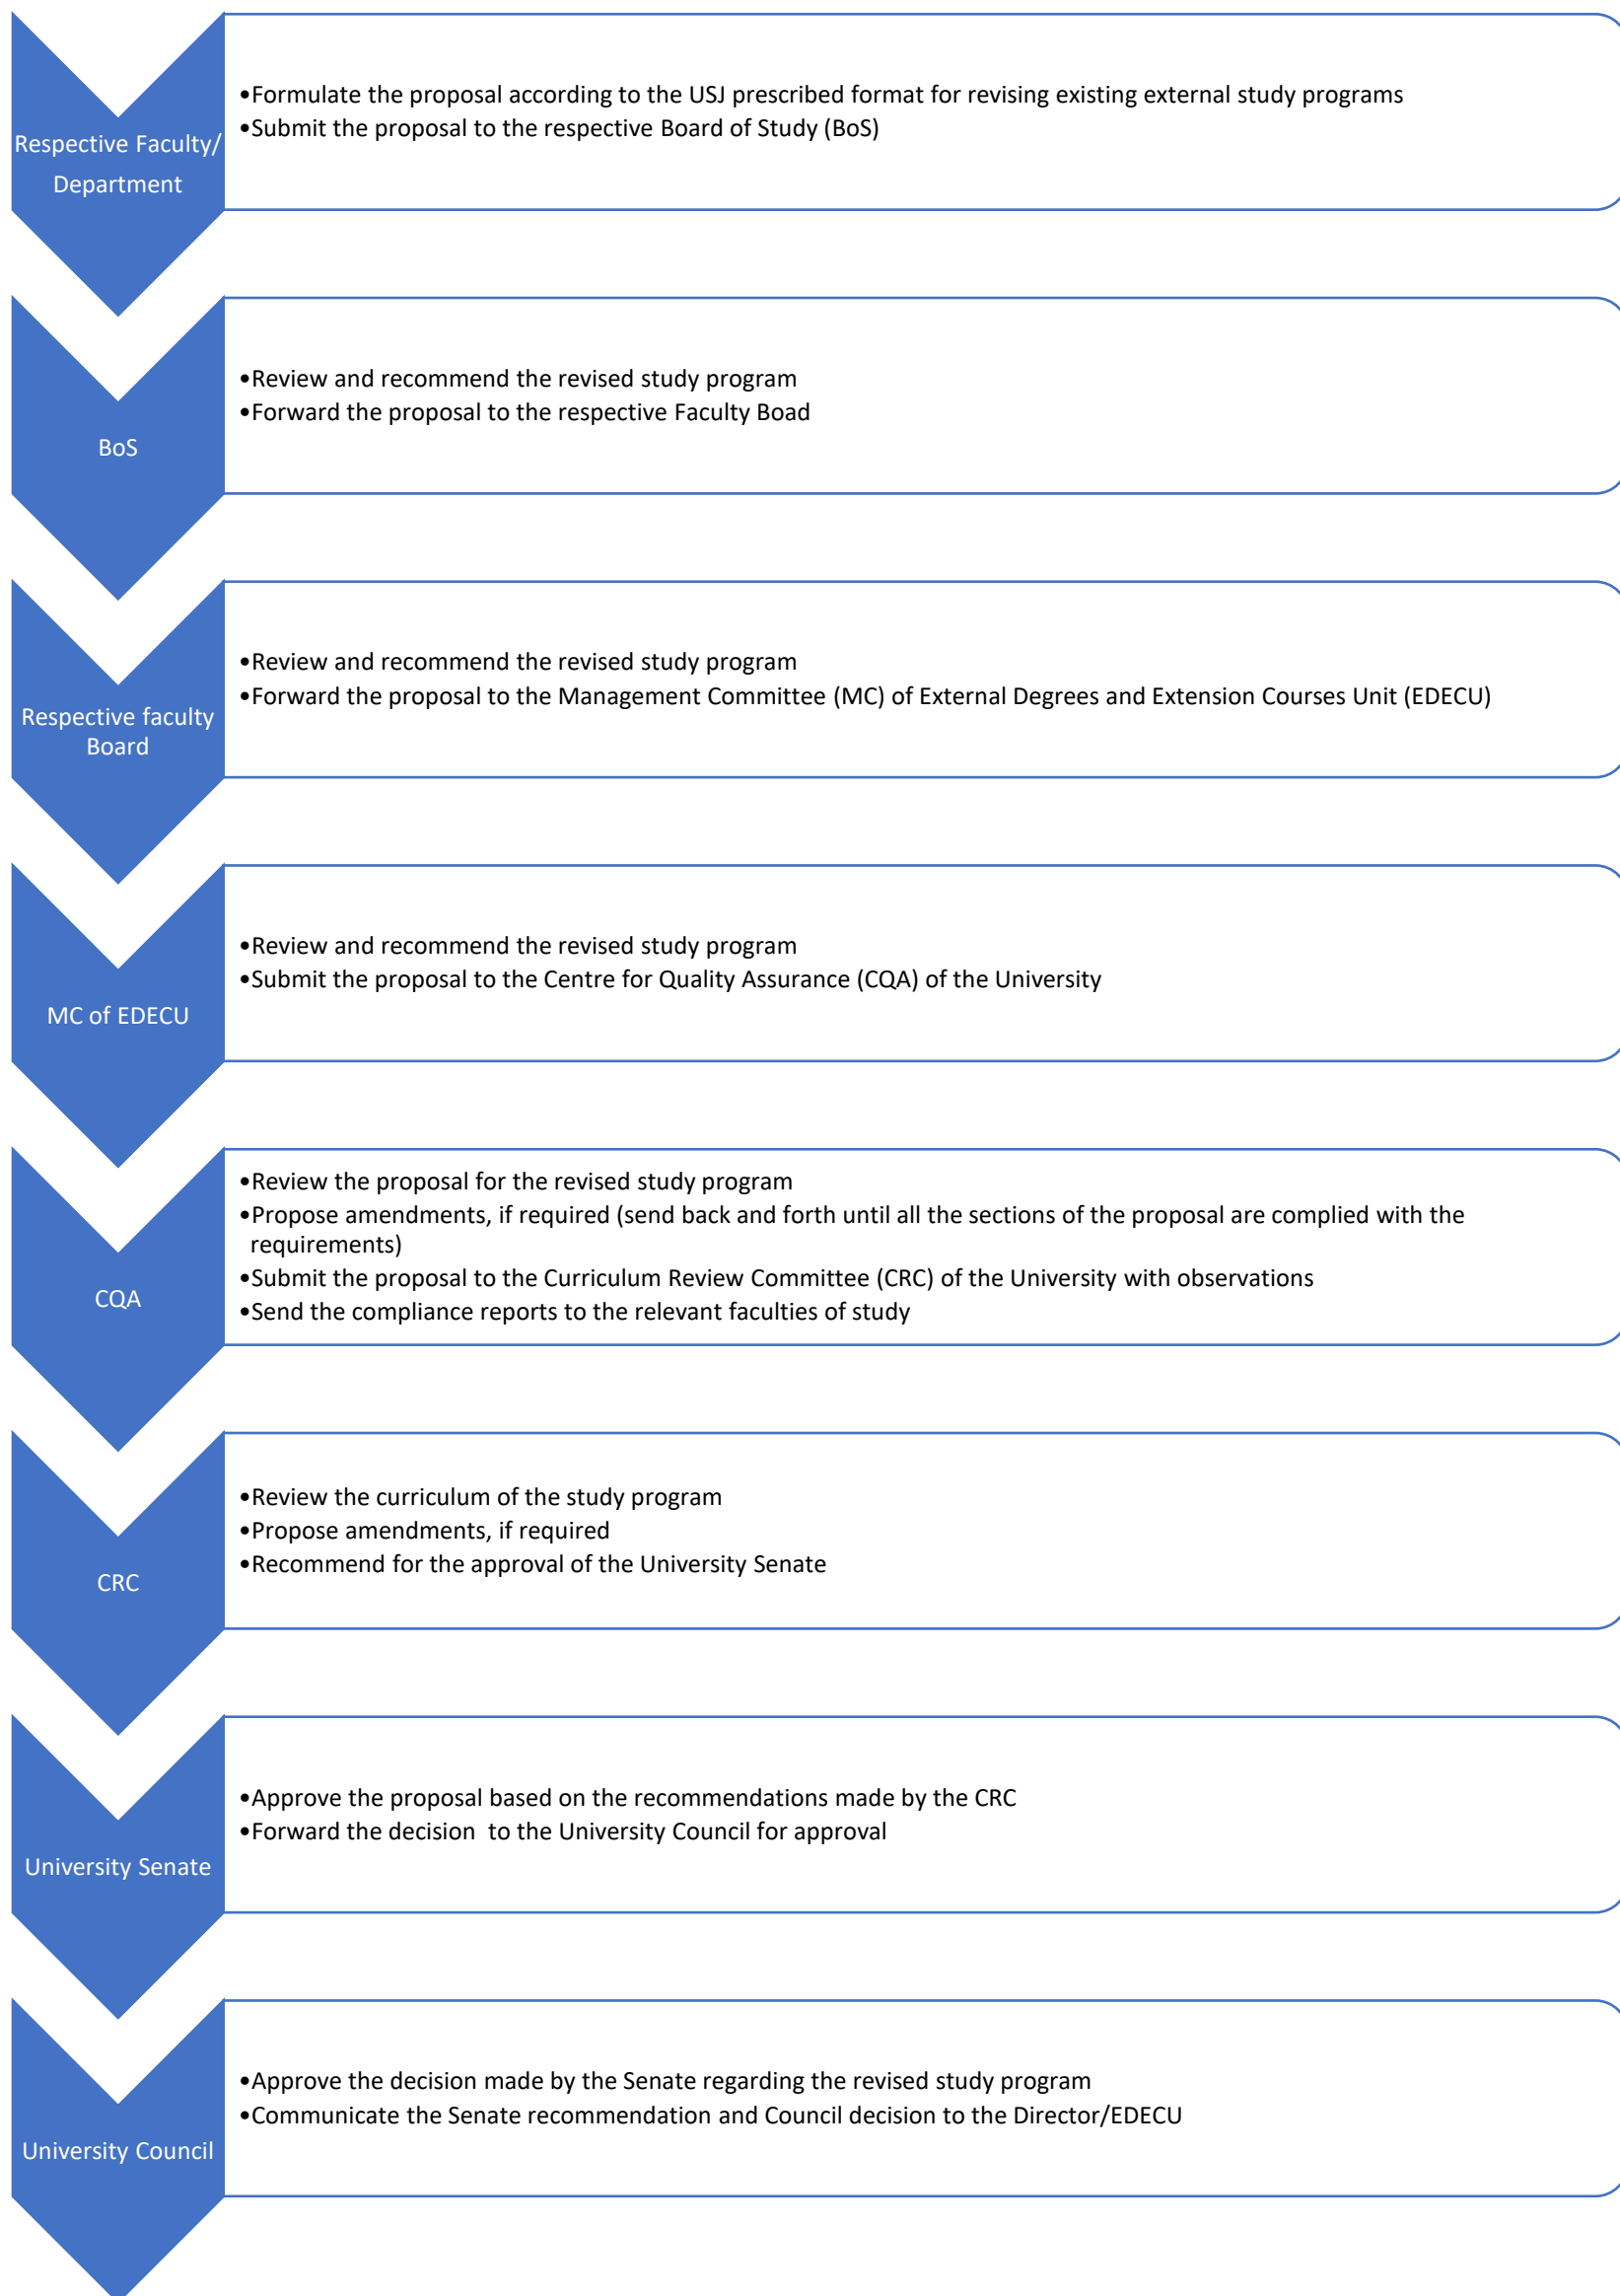 Respective Faculty/
Department
•Formulate the proposal according to the USJ prescribed format for revising existing external study programs
•Submit the proposal to the respective Board of Study (BoS)
BoS
•Review and recommend the revised study program
•Forward the proposal to the respective Faculty Boad
Respective faculty
Board
•Review and recommend the revised study program
•Forward the proposal to the Management Committee (MC) of External Degrees and Extension Courses Unit (EDECU)
MC of EDECU
•Review and recommend the revised study program
•Submit the proposal to the Centre for Quality Assurance (CQA) of the University
CQA
•Review the proposal for the revised study program
•Propose amendments, if required (send back and forth until all the sections of the proposal are complied with the
requirements)
•Submit the proposal to the Curriculum Review Committee (CRC) of the University with observations
•Send the compliance reports to the relevant faculties of study
CRC
•Review the curriculum of the study program
•Propose amendments, if required
•Recommend for the approval of the University Senate
University Senate
•Approve the proposal based on the recommendations made by the CRC
•Forward the decision  to the University Council for approval
University Council
•Approve the decision made by the Senate regarding the revised study program
•Communicate the Senate recommendation and Council decision to the Director/EDECU